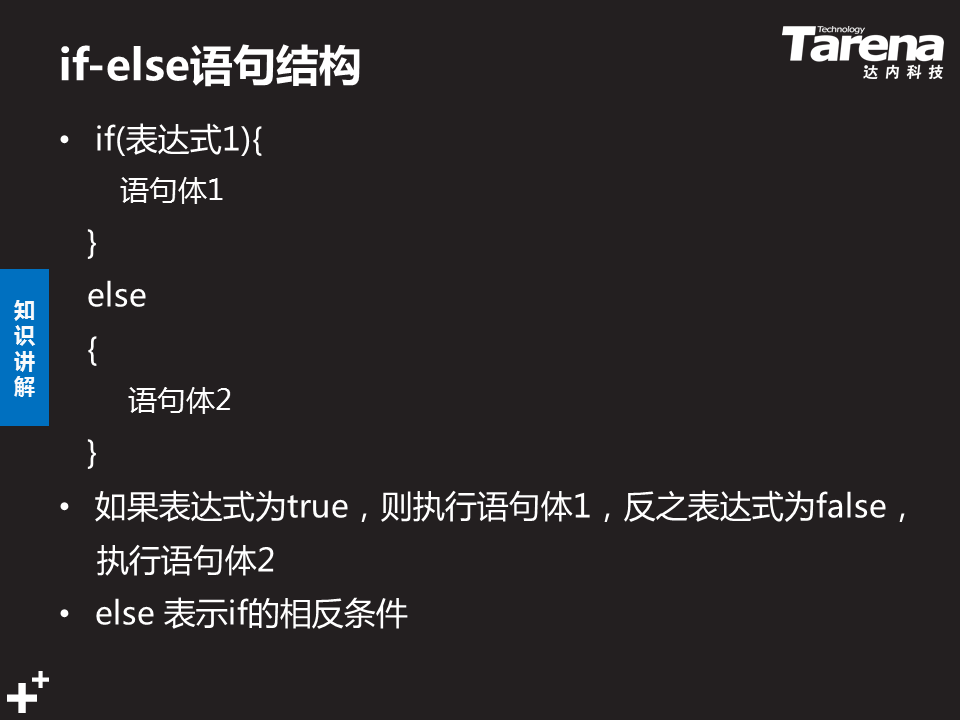 if-else语句结构
Technology
Tarena
达内科技
• if(表达式1){
语句体1
}
else
{
语句体2
}
• 如果表达式为true，则执行语句体1，反之表达式为false，
执行语句体2
• else 表示if的相反条件
知识讲解